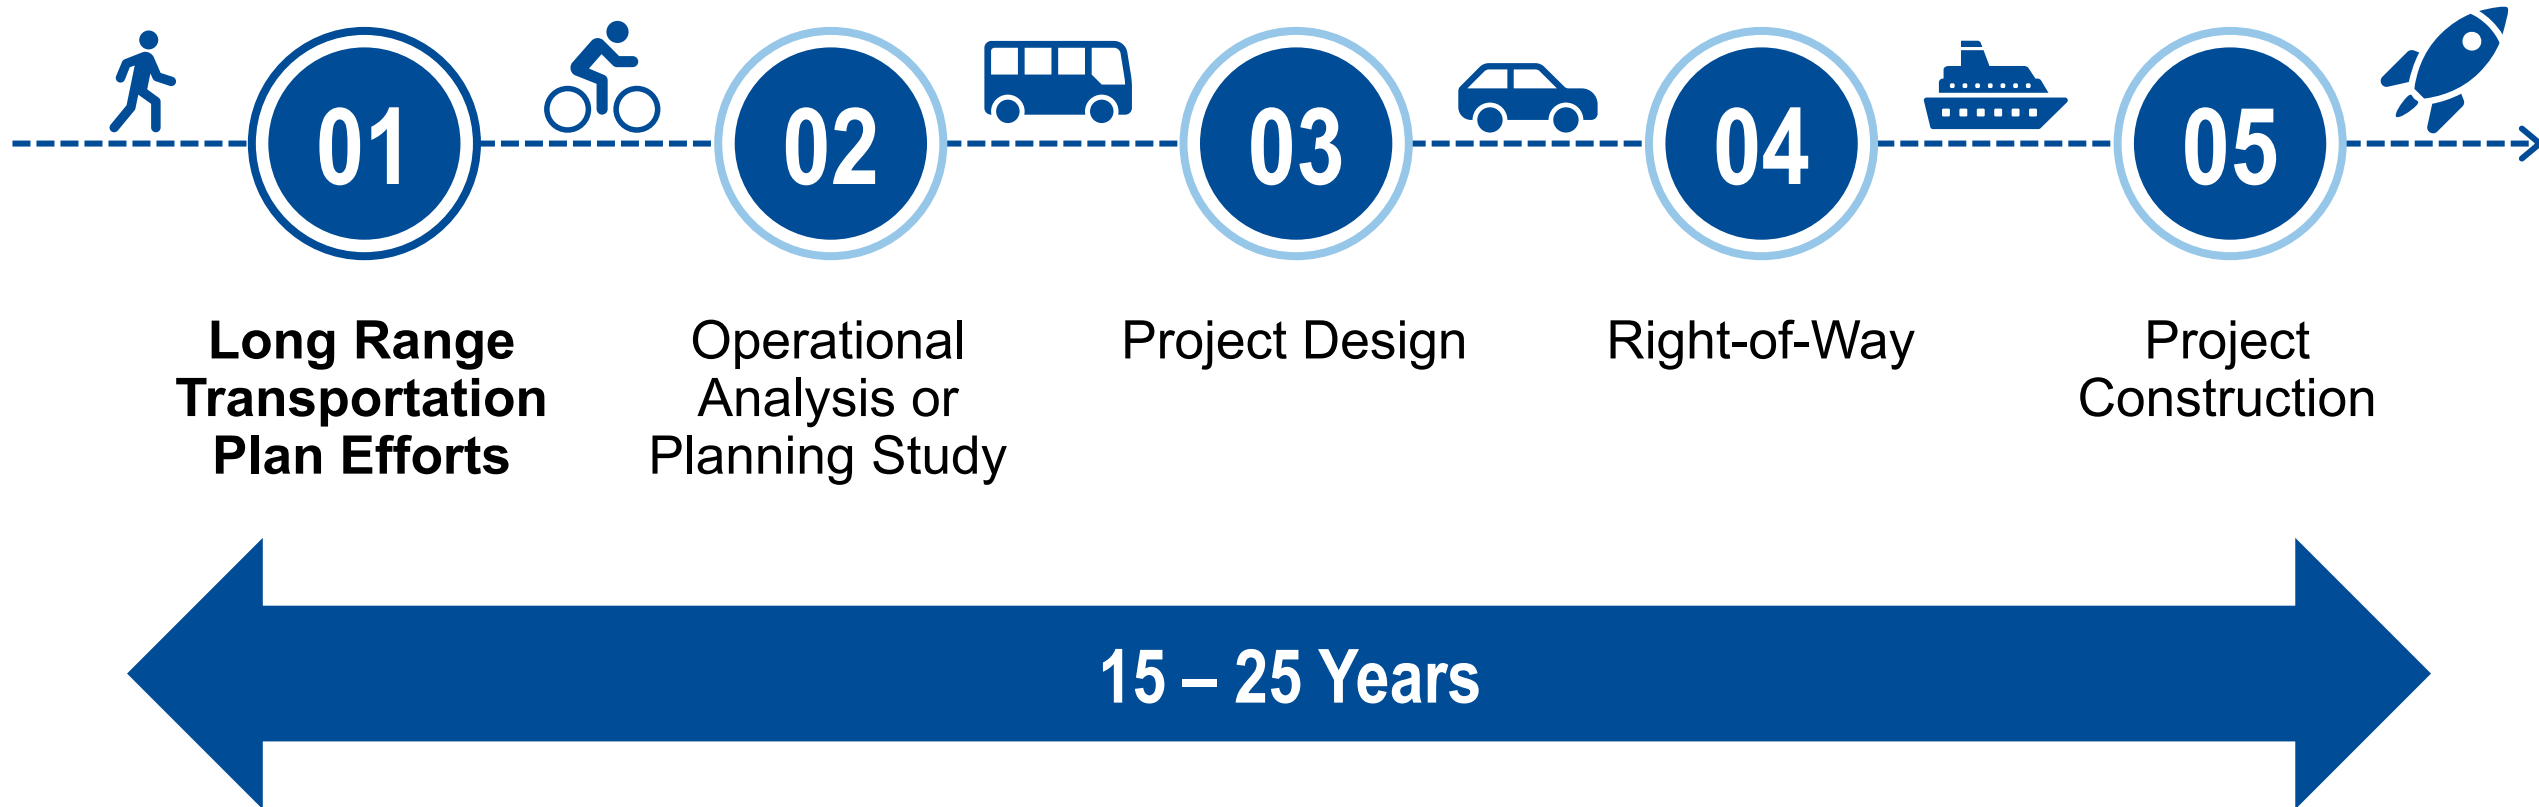 01
02
03
04
05
Long Range
Transportation
Plan Efforts
Operational
Analysis or
Planning Study
Project Design
Right-of-Way
Project
Construction
15 – 25 Years